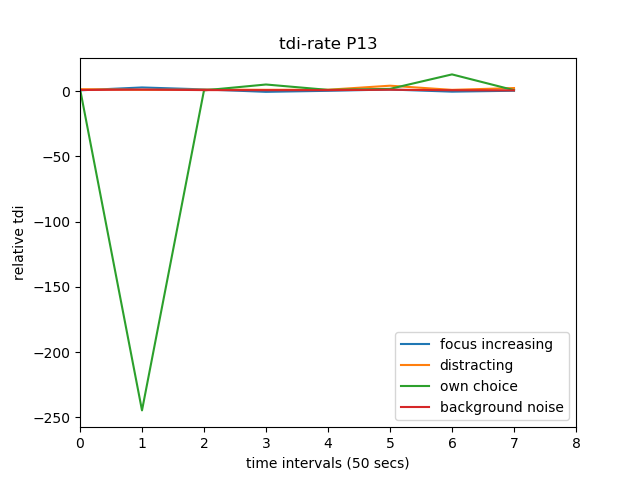 tdi-rate P13
relative tdi
0
−50
−100
−150
−200
−250
focus increasing
distracting
own choice
background noise
0 1 2 3 4 5 6 7 8
time intervals (50 secs)